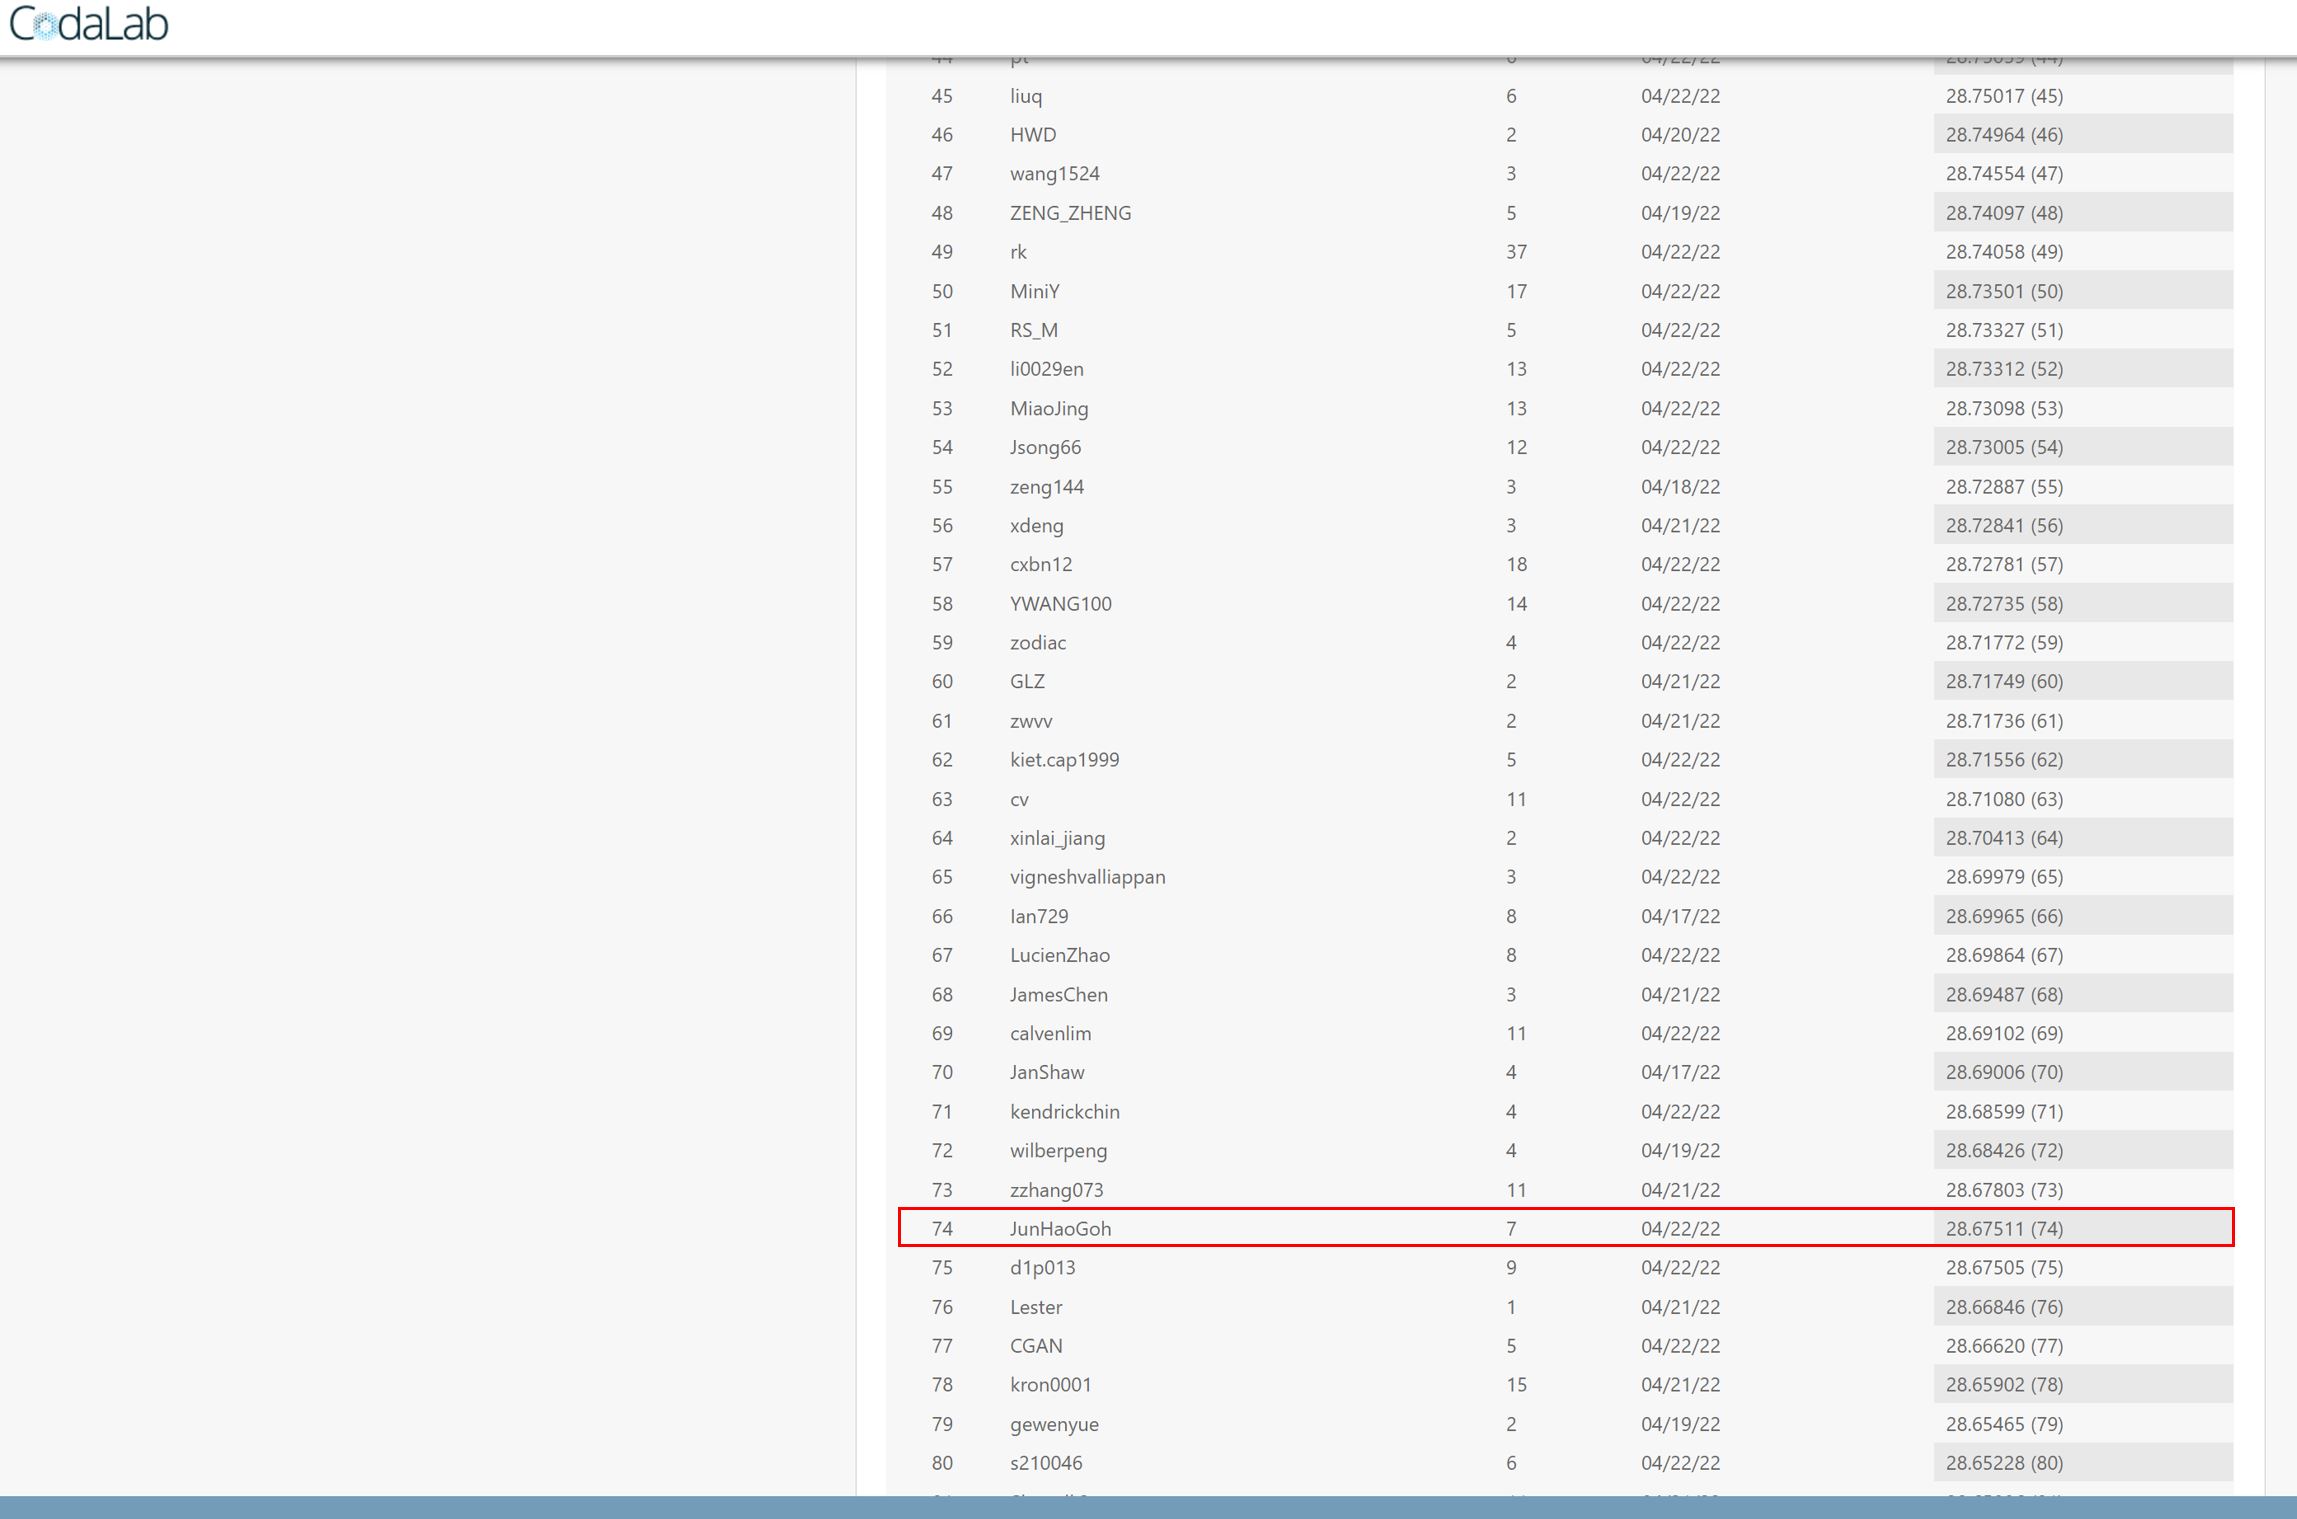 CodaLab
45 liuq 6 04/22/22 28.75017 (45)
46 HWD 2 04/20/22 28.74964 (46)
47 wang1524 3 04/22/22 28.74554 (47)
48 ZENG_ZHENG 5 04/19/22 28.74097 (48)
49 rk 37 04/22/22 28.74058 (49)
50 MiniY 17 04/22/22 28.73501 (50)
51 RS_M 5 04/22/22 28.73327 (51)
52 li0029en 13 04/22/22 28.73312 (52)
53 MiaoJing 13 04/22/22 28.73098 (53)
54 Jsong66 12 04/22/22 28.73005 (54)
55 zeng144 3 04/18/22 28.72887 (55)
56 xdeng 3 04/21/22 28.72841 (56)
57 cxbn12 18 04/22/22 28.72781 (57)
58 YWANG100 14 04/22/22 28.72735 (58)
59 zodiac 4 04/22/22 28.71772 (59)
60 GLZ 2 04/21/22 28.71749 (60)
61 zwvv 2 04/21/22 28.71736 (61)
62 kiet.cap1999 5 04/22/22 28.71556 (62)
63 cv 11 04/22/22 28.71080 (63)
64 xinlai_jiang 2 04/22/22 28.70413 (64)
65 vigneshvalliappan 3 04/22/22 28.69979 (65)
66 Ian729 8 04/17/22 28.69965 (66)
67 LucienZhao 8 04/22/22 28.69864 (67)
68 JamesChen 3 04/21/22 28.69487 (68)
69 calvenlim 11 04/22/22 28.69102 (69)
70 JanShaw 4 04/17/22 28.69006 (70)
71 kendrickchin 4 04/22/22 28.68599 (71)
72 wilberpeng 4 04/19/22 28.68426 (72)
73 zzhang073 11 04/21/22 28.67803 (73)
74 JunHaoGoh 7 04/22/22 28.67511 (74)
75 d1p013 9 04/22/22 28.67505 (75)
76 Lester 1 04/21/22 28.66846 (76)
77 CGAN 5 04/22/22 28.66620 (77)
78 kron0001 15 04/21/22 28.65902 (78)
79 gewenyue 2 04/19/22 28.65465 (79)
80 s210046 6 04/22/22 28.65228 (80)